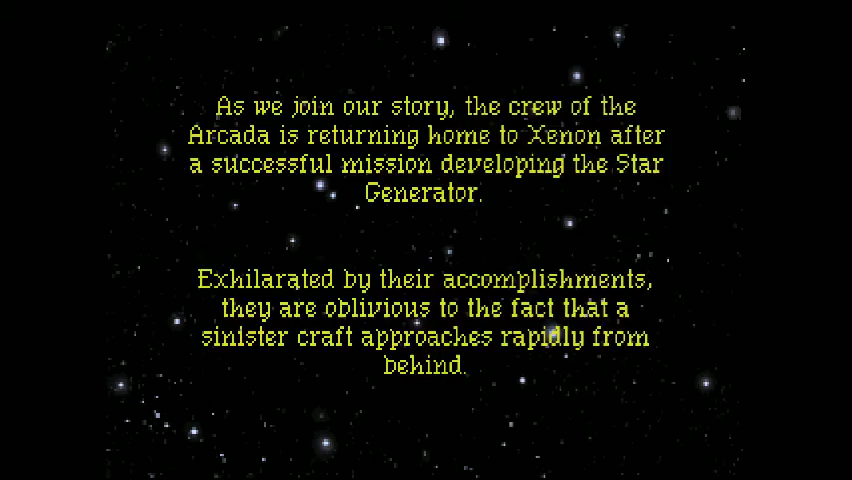 As we join our story, the crew of the
Arcada is returning home to Xenon after
a successful mission developing the Star
Generator.
Exhilarated by their accomplishments,
they are oblivious to the fact that a
sinister craft approaches rapidly from
behind.